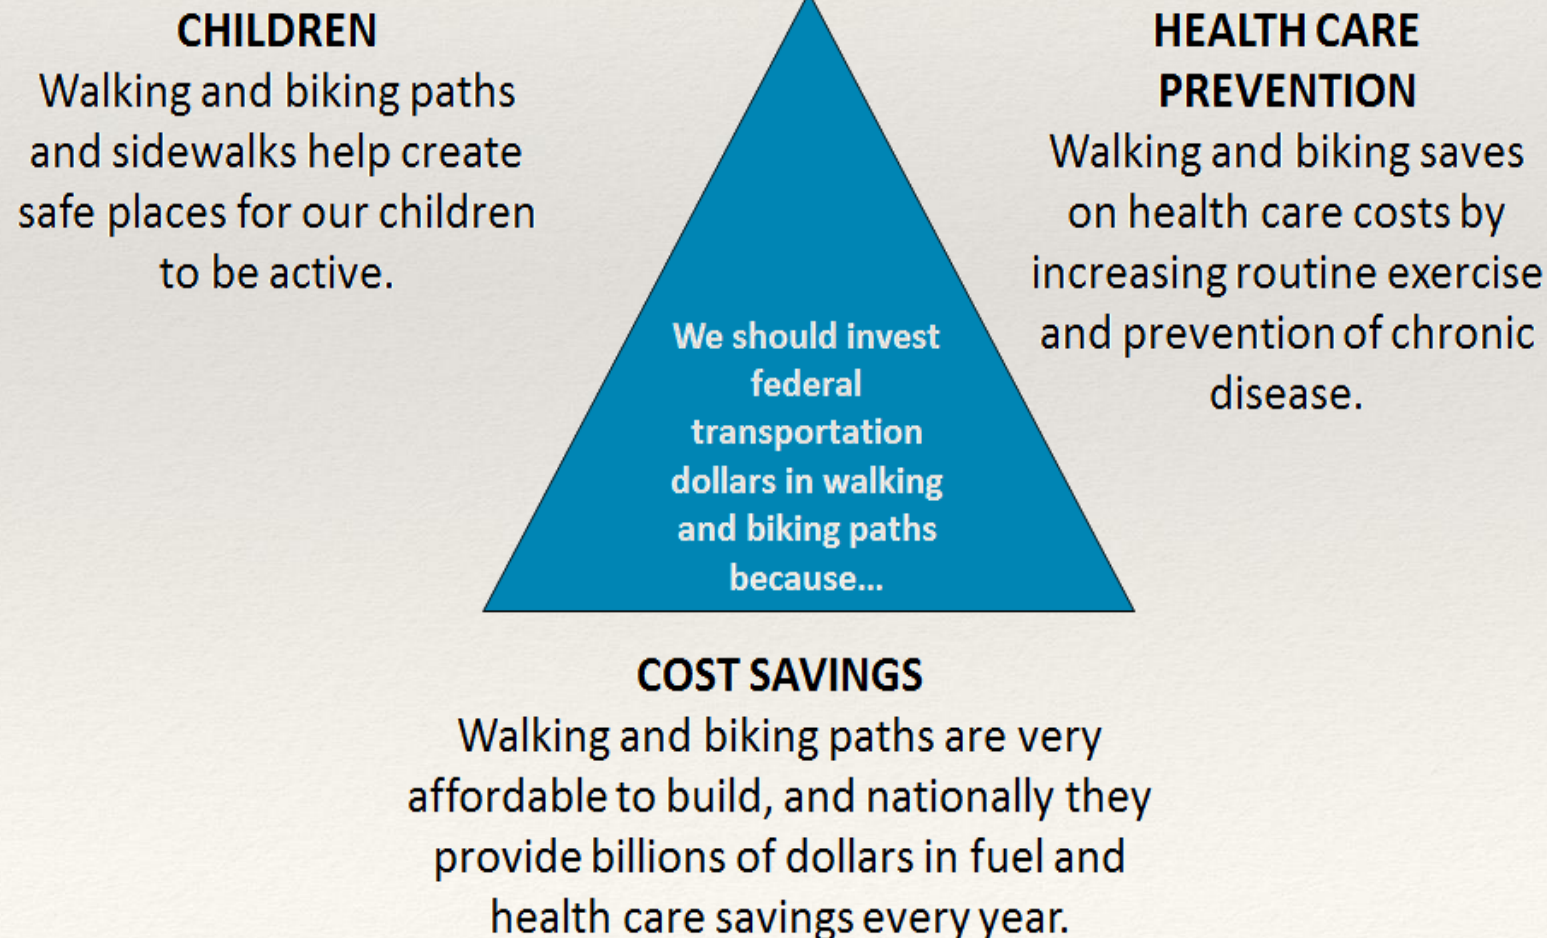 CHILDREN
Walking and biking paths
and sidewalks help create
safe places for our children
to be active.
HEALTH CARE
PREVENTION
Walking and biking saves
on health care costs by
increasing routine exercise
and prevention of chronic
disease.
We should invest
federal
transportation
dollars in walking
and biking paths
because...
COST SAVINGS
Walking and biking paths are very
affordable to build, and nationally they
provide billions of dollars in fuel and
health care savings every year.